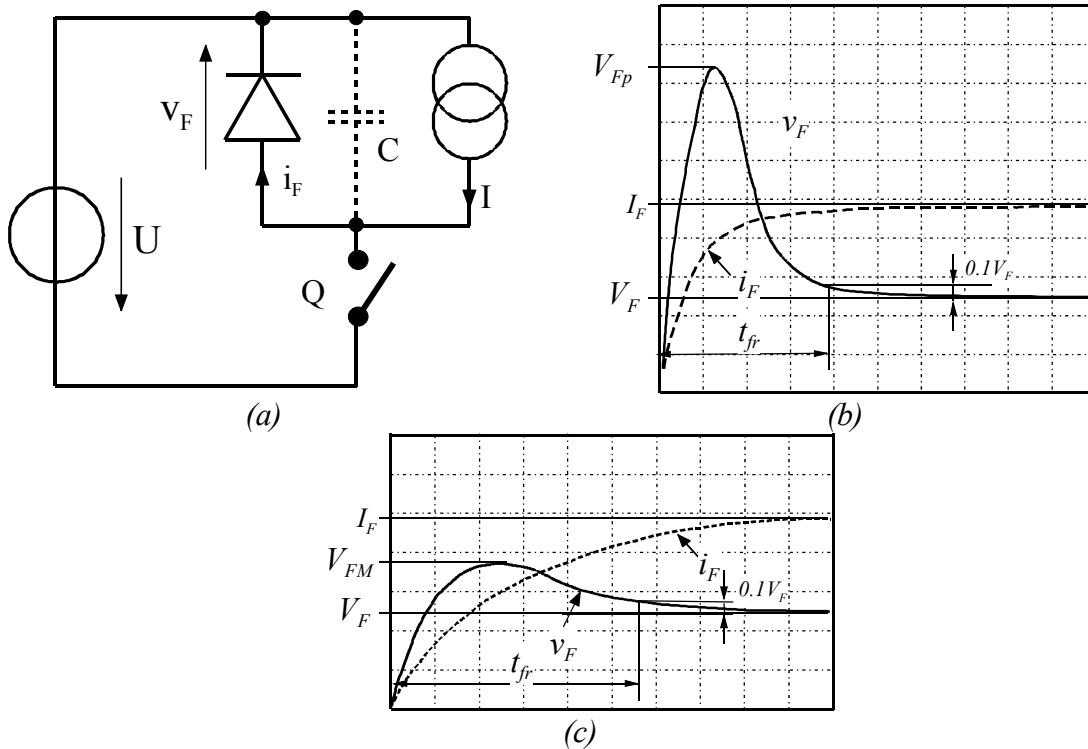 v_F
i_F
C
I
U
Q
(a)
V_Fp
v_F
I_F
0.1V_F
i_F
V_F
t_fr
(b)
I_F
V_FM
i_F
0.1V_F
V_F
v_F
t_fr
(c)